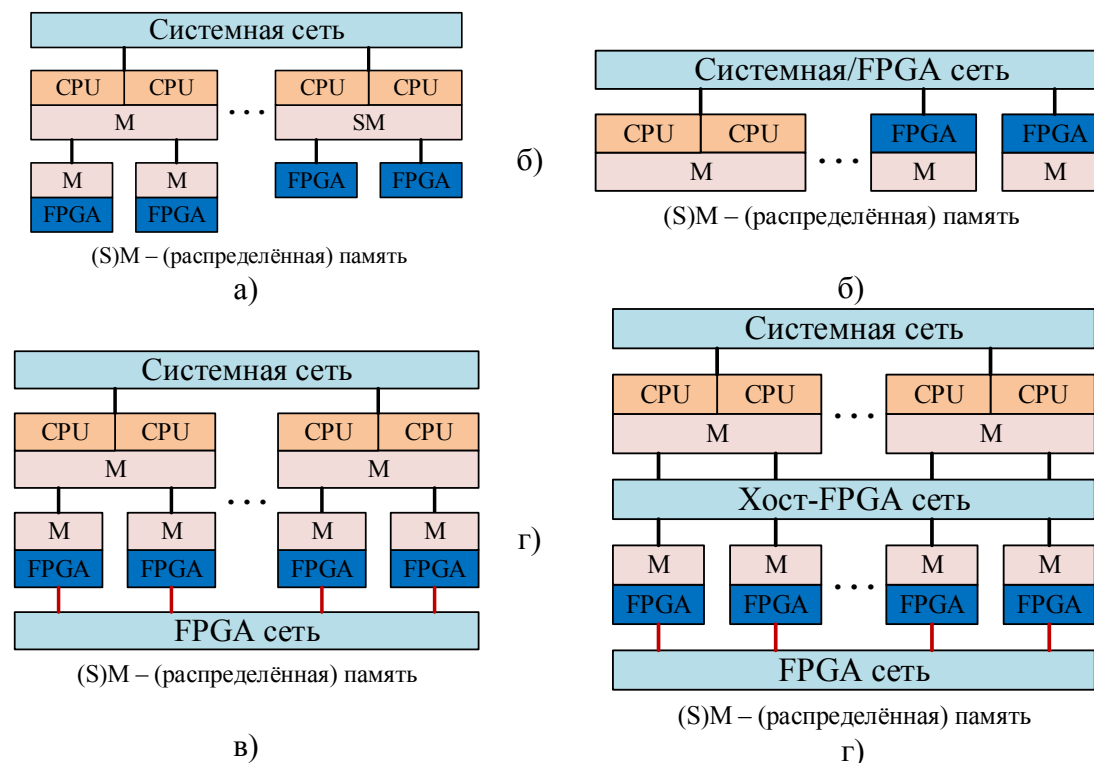 Системная сеть
CPU CPU CPU CPU
M ... SM
M M FPGA FPGA
FPGA FPGA
(S)M – (распределённая) память
а)
б)
Системная/FPGA сеть
CPU CPU FPGA FPGA
M ... M M
(S)M – (распределённая) память
б)
Системная сеть
CPU CPU CPU CPU
M M
...
M M M M
FPGA FPGA FPGA FPGA
FPGA сеть
(S)M – (распределённая) память
в)
г)
Системная сеть
CPU CPU ... CPU CPU
M M
Хост-FPGA сеть
M M M M
FPGA FPGA ... FPGA FPGA
FPGA сеть
(S)M – (распределённая) память
г)